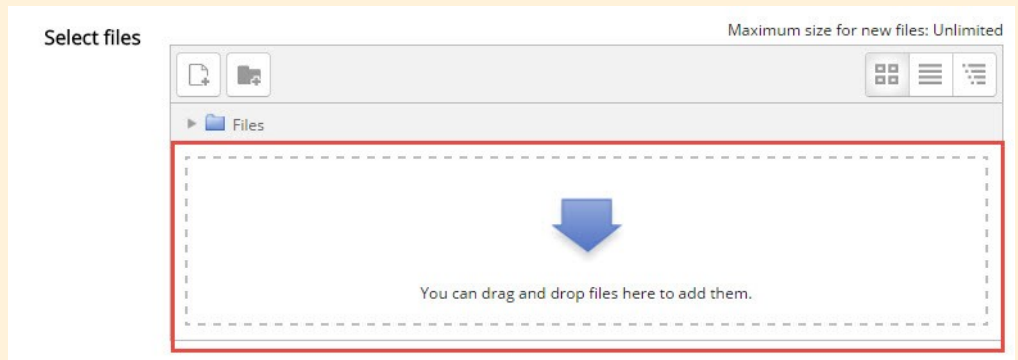 Maximum size for new files: Unlimited
Select files
Files
You can drag and drop files here to add them.